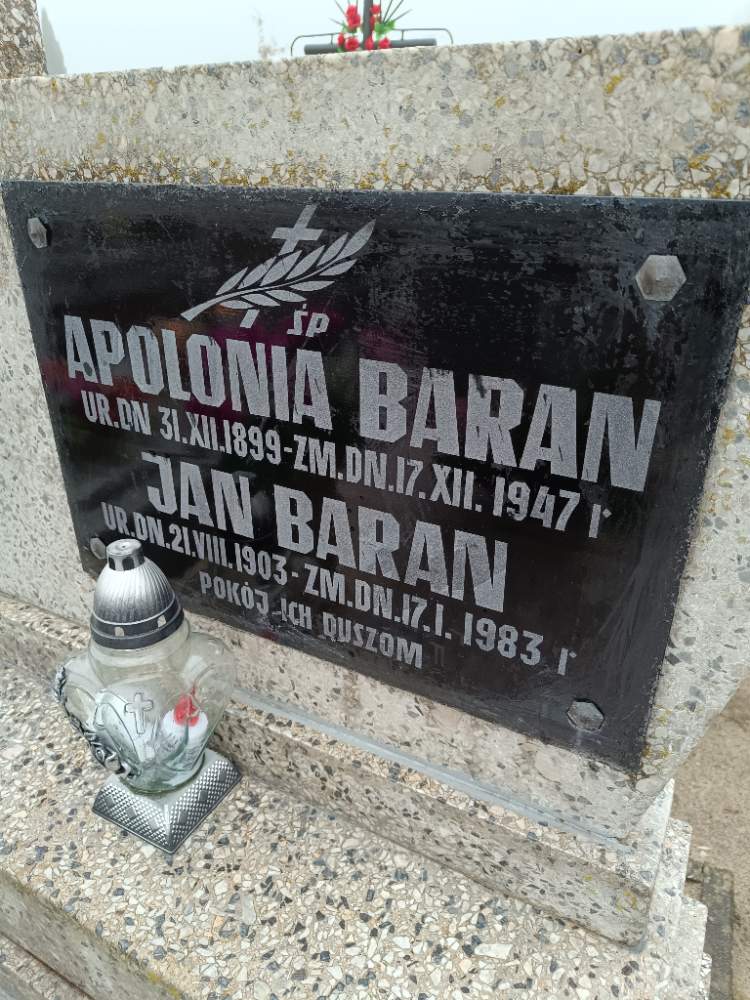 ŚP
APOLONIA BARAN
UR.DN 31.XII.1899-ZM.DN.17.XII. 1947 r
JAN BARAN
UR.DN.21.VIII.1903-ZM.DN.17.I. 1983 r
POKÓJ ICH DUSZOM